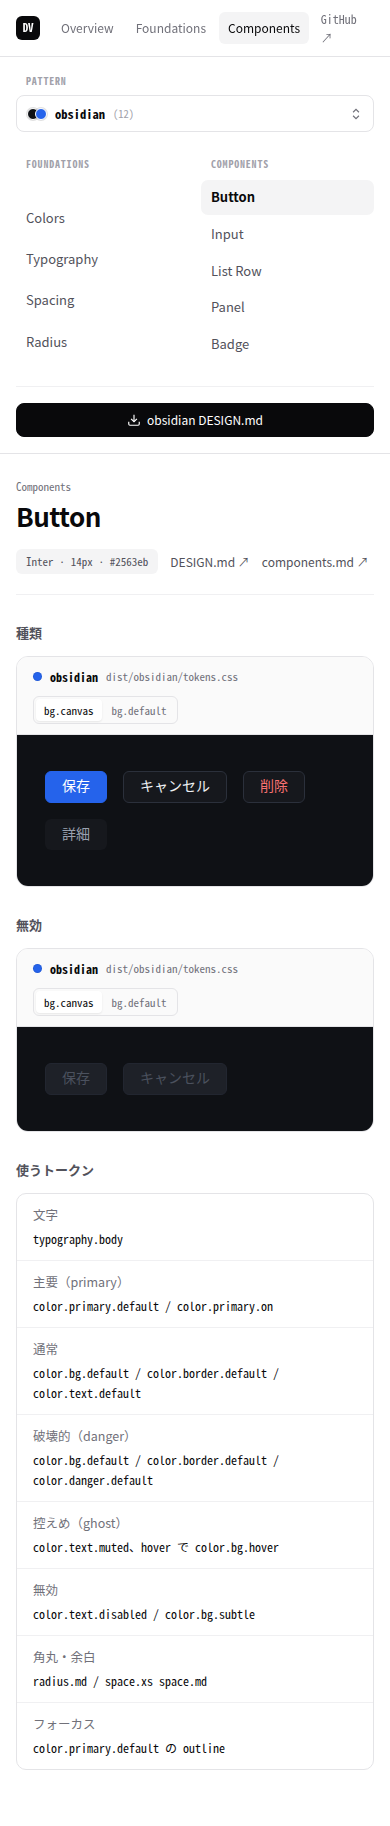 DV Overview Foundations Components GitHub ↗
PATTERN
obsidian (12)
FOUNDATIONS
Colors
Typography
Spacing
Radius
COMPONENTS
Button
Input
List Row
Panel
Badge
obsidian DESIGN.md
Components
Button
Inter · 14px · #2563eb DESIGN.md ↗ components.md ↗
種類
obsidian dist/obsidian/tokens.css
bg.canvas bg.default
保存 キャンセル 削除
詳細
無効
obsidian dist/obsidian/tokens.css
bg.canvas bg.default
保存 キャンセル
使うトークン
文字
typography.body
主要（primary）
color.primary.default / color.primary.on
通常
color.bg.default / color.border.default /
color.text.default
破壊的（danger）
color.bg.default / color.border.default /
color.danger.default
控えめ（ghost）
color.text.muted、hover で color.bg.hover
無効
color.text.disabled / color.bg.subtle
角丸・余白
radius.md / space.xs space.md
フォーカス
color.primary.default の outline